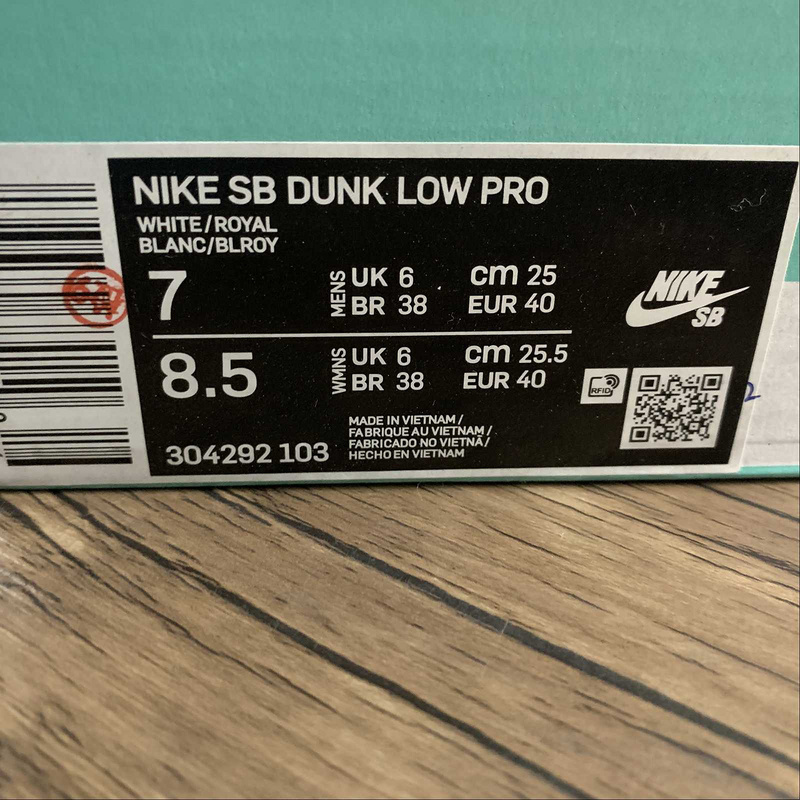 NIKE SB DUNK LOW PRO
WHITE/ROYAL
BLANC/BLROY
7
MENS
UK 6
cm 25
BR 38
EUR 40
8.5
WMNS
UK 6
cm 25.5
BR 38
EUR 40
NIKE
SB
RFID
304292 103
MADE IN VIETNAM /
FABRIQUE AU VIETNAM /
FABRICADO NO VIETNÃ /
HECHO EN VIETNAM